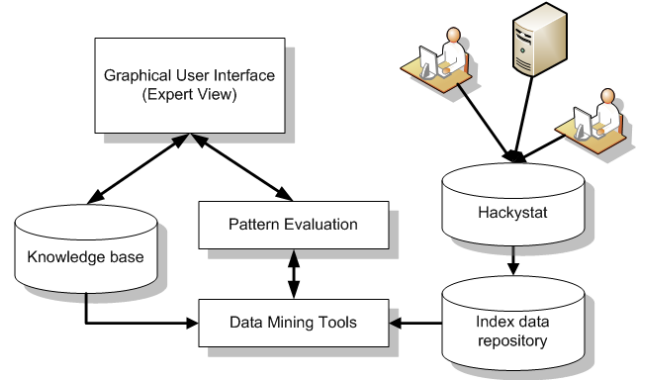 Graphical User Interface
(Expert View)
Hackystat
Pattern Evaluation
Knowledge base
Data Mining Tools
Index data
repository